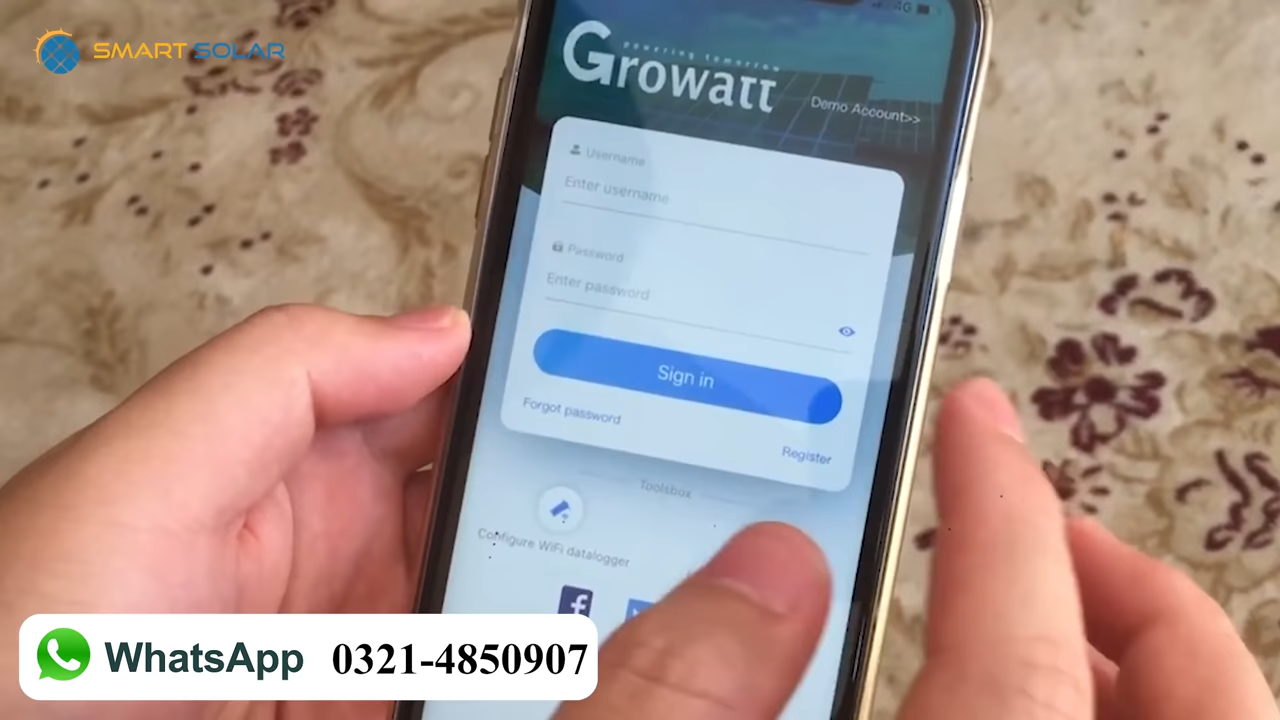 SMART SOLAR
4G
Growatt
powering tomorrow
Demo Account>>
Username
Enter username
Password
Enter password
Sign in
Forgot password
Register
Toolsbox
Configure WiFi datalogger
f
WhatsApp 0321-4850907